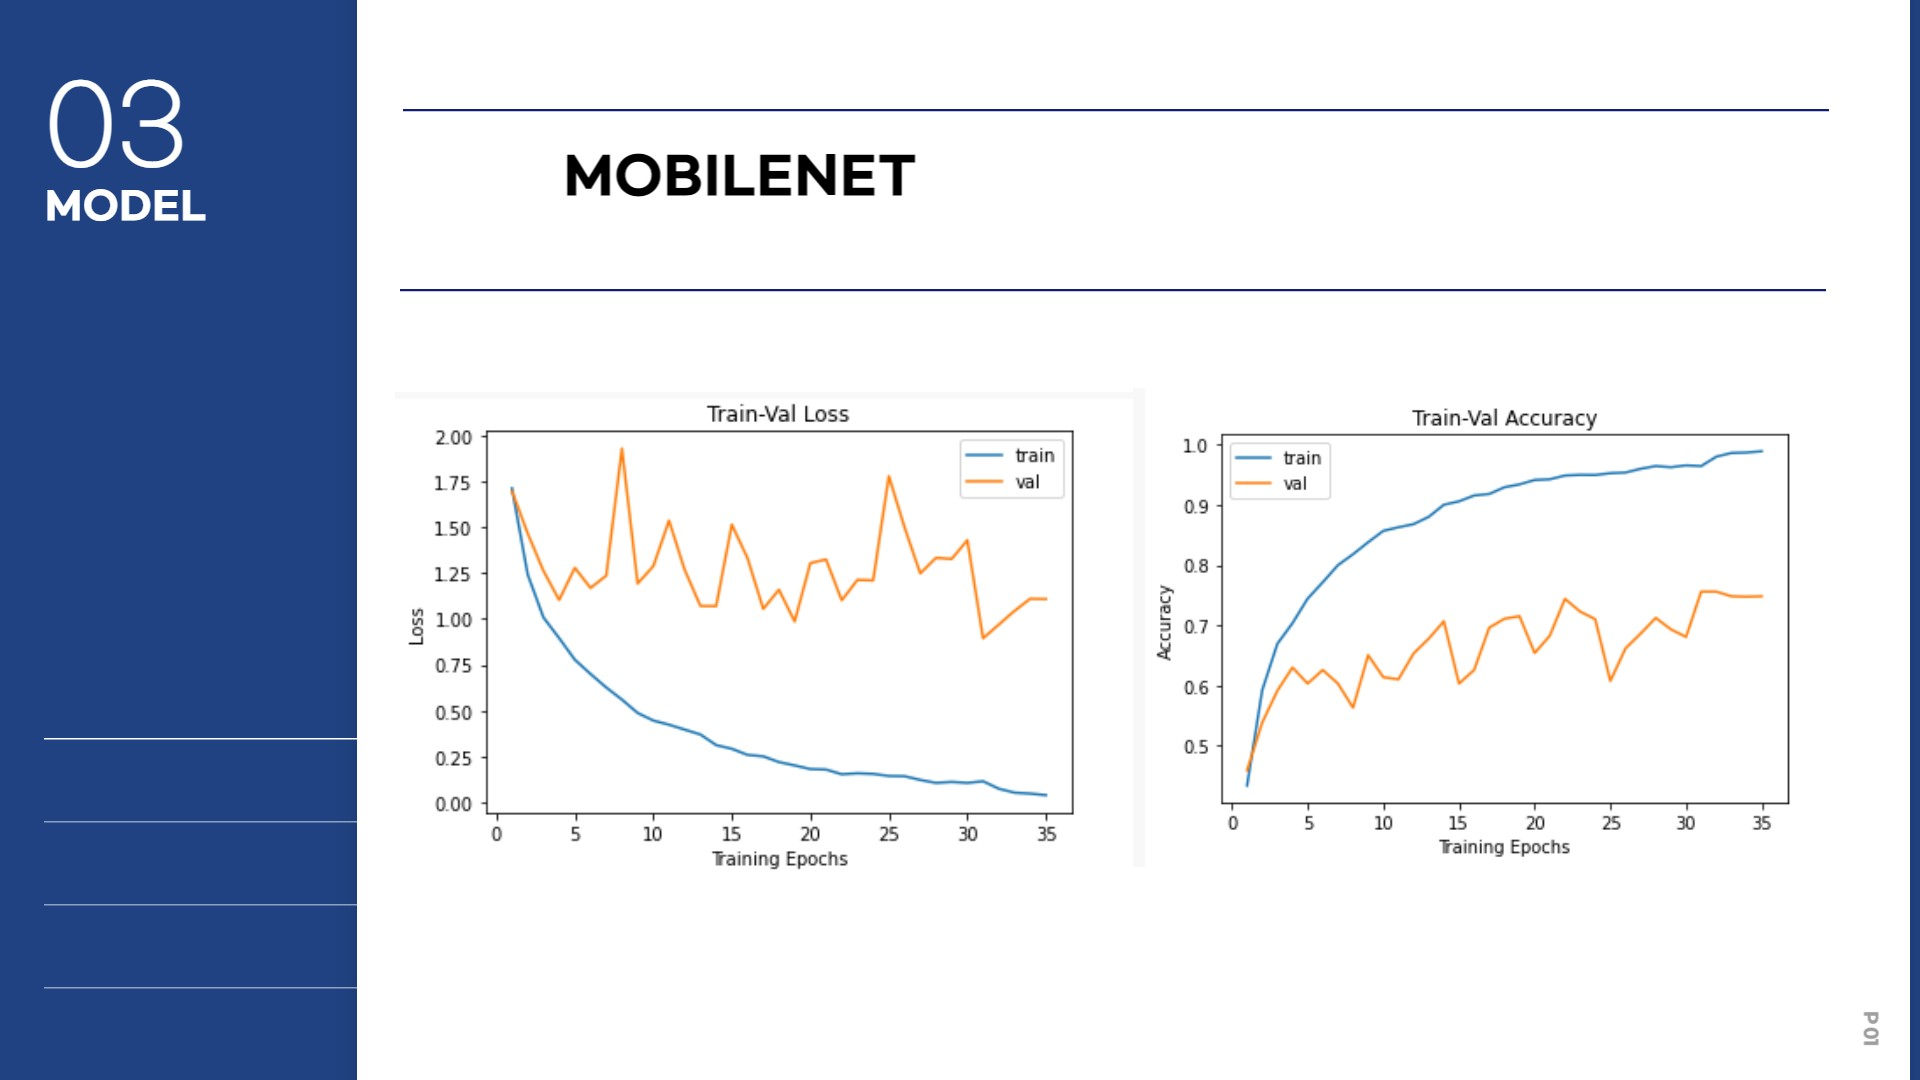 03
MODEL
MOBILENET
Train-Val Loss
2.00
1.75
1.50
1.25
1.00
0.75
0.50
0.25
0.00
Loss
train
val
0 5 10 15 20 25 30 35
Training Epochs
Train-Val Accuracy
1.0
0.9
0.8
0.7
0.6
0.5
Accuracy
train
val
0 5 10 15 20 25 30 35
Training Epochs
P 01